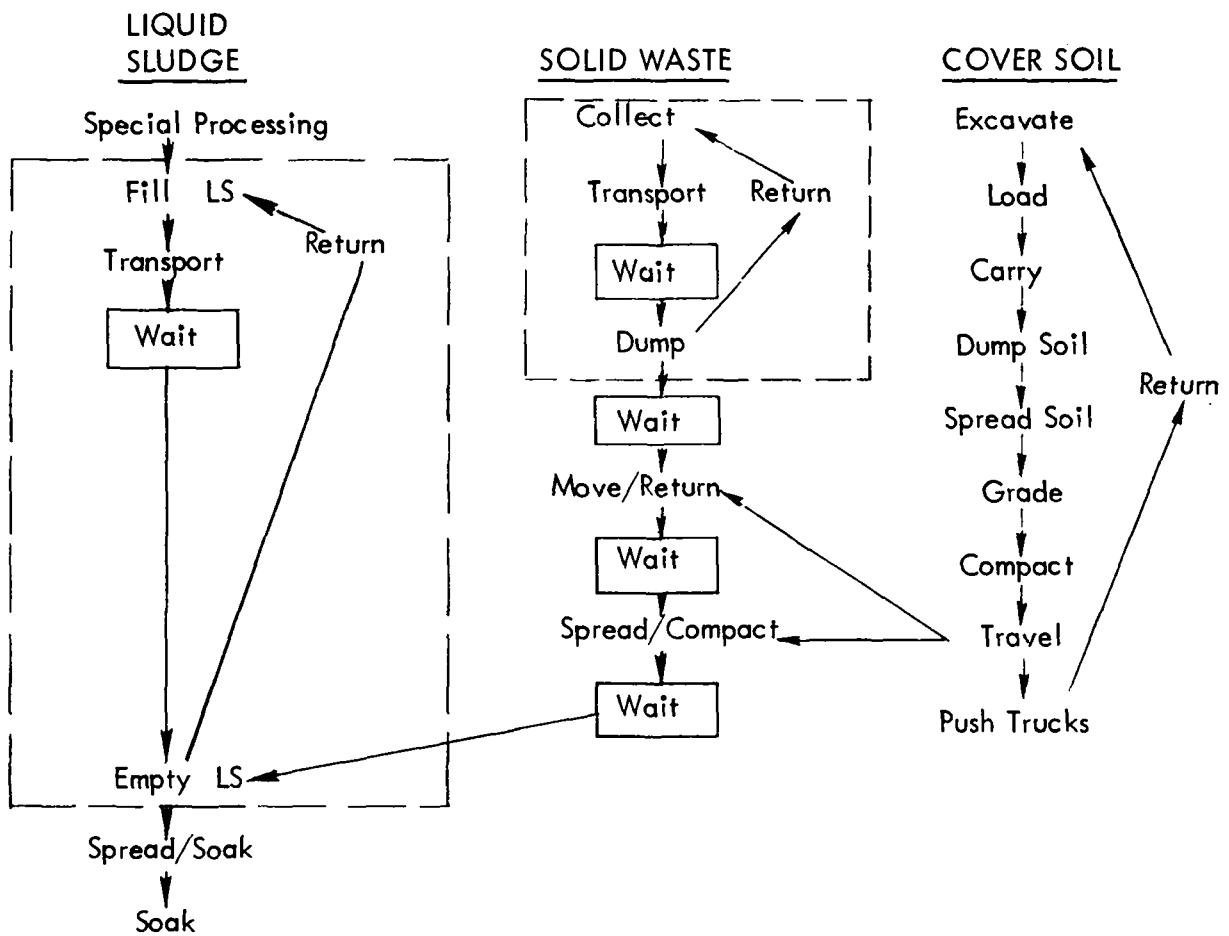 LIQUID
SLUDGE
Special Processing
Fill LS
Return
Transport
Wait
Empty LS
Spread/Soak
Soak
SOLID WASTE
Collect
Transport
Return
Wait
Dump
Wait
Move/Return
Wait
Spread/Compact
Wait
COVER SOIL
Excavate
Load
Carry
Dump Soil
Return
Spread Soil
Grade
Compact
Travel
Push Trucks